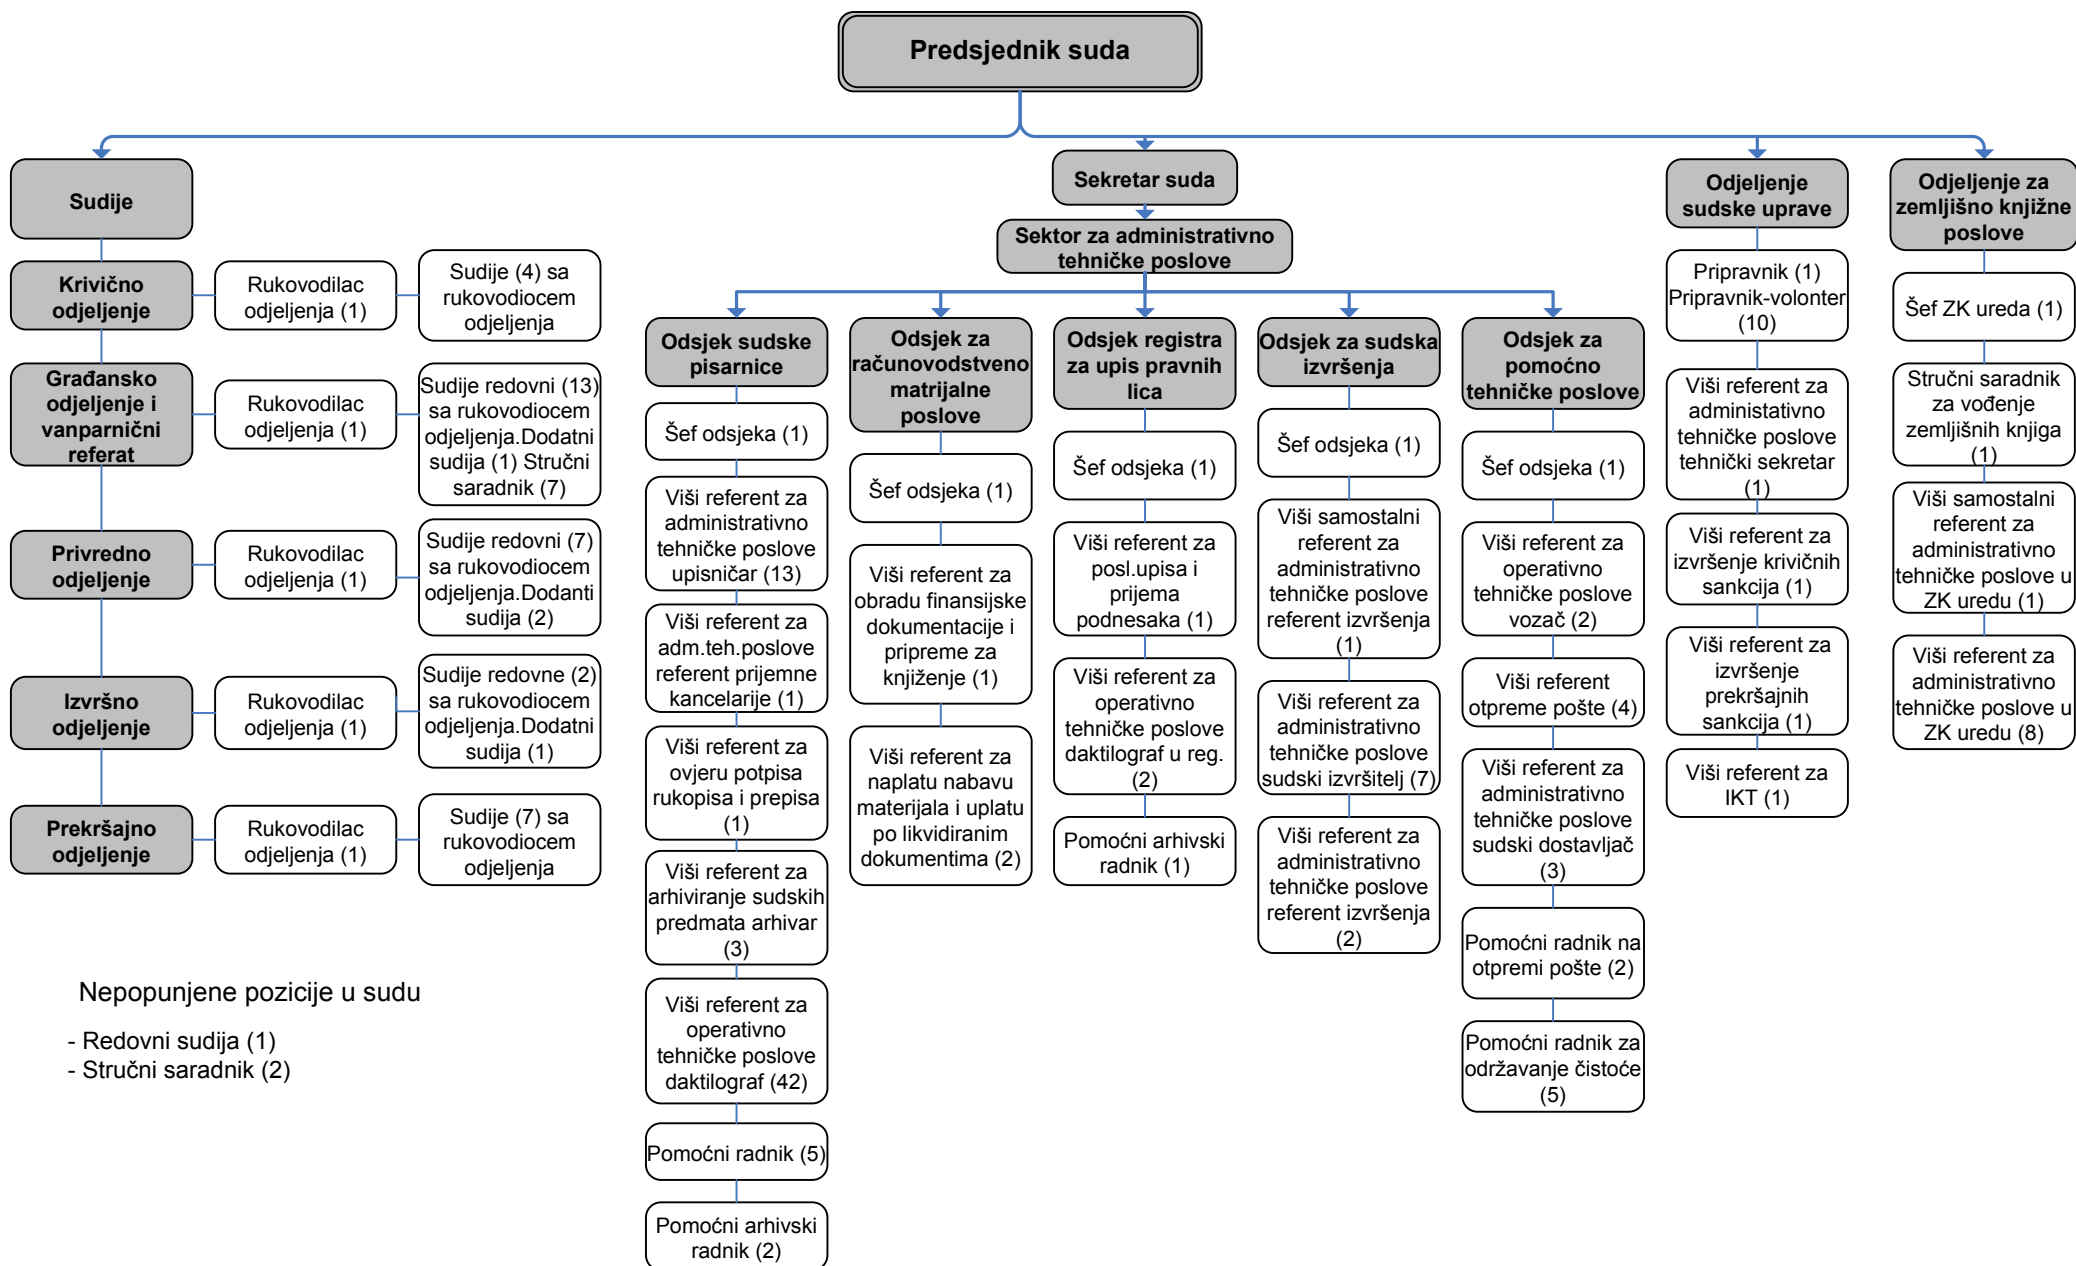 Predsjednik suda
Sudije
Krivično
odjeljenje
Rukovodilac
odjeljenja (1)
Sudije (4) sa
rukovodiocem
odjeljenja
Građansko
odjeljenje i
vanparnični
referat
Rukovodilac
odjeljenja (1)
Sudije redovni (13)
sa rukovodiocem
odjeljenja.Dodatni
sudija (1) Stručni
saradnik (7)
Privredno
odjeljenje
Rukovodilac
odjeljenja (1)
Sudije redovni (7)
sa rukovodiocem
odjeljenja.Dodanti
sudija (2)
Izvršno
odjeljenje
Rukovodilac
odjeljenja (1)
Sudije redovne (2)
sa rukovodiocem
odjeljenja.Dodatni
sudija (1)
Prekršajno
odjeljenje
Rukovodilac
odjeljenja (1)
Sudije (7) sa
rukovodiocem
odjeljenja
Nepopunjene pozicije u sudu
- Redovni sudija (1)
- Stručni saradnik (2)
Sekretar suda
Sektor za administrativno
tehničke poslove
Odsjek sudske
pisarnice
Šef odsjeka (1)
Viši referent za
administrativno
tehničke poslove
upisničar (13)
Viši referent za
adm.teh.poslove
referent prijemne
kancelarije (1)
Viši referent za
ovjeru potpisa
rukopisa i prepisa
(1)
Viši referent za
arhiviranje sudskih
predmata arhivar
(3)
Viši referent za
operativno
tehničke poslove
daktilograf (42)
Pomoćni radnik (5)
Pomoćni arhivski
radnik (2)
Odsjek za
računovodstveno
matrijalne
poslove
Šef odsjeka (1)
Viši referent za
obradu finansijske
dokumentacije i
pripreme za
knjiženje (1)
Viši referent za
naplatu nabavu
materijala i uplatu
po likvidiranim
dokumentima (2)
Odsjek registra
za upis pravnih
lica
Šef odsjeka (1)
Viši referent za
posl.upisa i
prijema
podnesaka (1)
Viši referent za
operativno
tehničke poslove
daktilograf u reg.
(2)
Pomoćni arhivski
radnik (1)
Odsjek za sudska
izvršenja
Šef odsjeka (1)
Viši samostalni
referent za
administrativno
tehničke poslove
referent izvršenja
(1)
Viši referent za
administrativno
tehničke poslove
sudski izvršitelj (7)
Viši referent za
administrativno
tehničke poslove
referent izvršenja
(2)
Odsjek za
pomoćno
tehničke poslove
Šef odsjeka (1)
Viši referent za
operativno
tehničke poslove
vozač (2)
Viši referent
otpreme pošte (4)
Viši referent za
administrativno
tehničke poslove
sudski dostavljač
(3)
Pomoćni radnik na
otpremi pošte (2)
Pomoćni radnik za
održavanje čistoće
(5)
Odjeljenje
sudske uprave
Pripravnik (1)
Pripravnik-volonter
(10)
Viši referent za
administativno
tehničke poslove
tehnički sekretar
(1)
Viši referent za
izvršenje krivičnih
sankcija (1)
Viši referent za
izvršenje
prekršajnih
sankcija (1)
Viši referent za
IKT (1)
Odjeljenje za
zemljišno knjižne
poslove
Šef ZK ureda (1)
Stručni saradnik
za vođenje
zemljišnih knjiga
(1)
Viši samostalni
referent za
administrativno
tehničke poslove u
ZK uredu (1)
Viši referent za
administrativno
tehničke poslove u
ZK uredu (8)